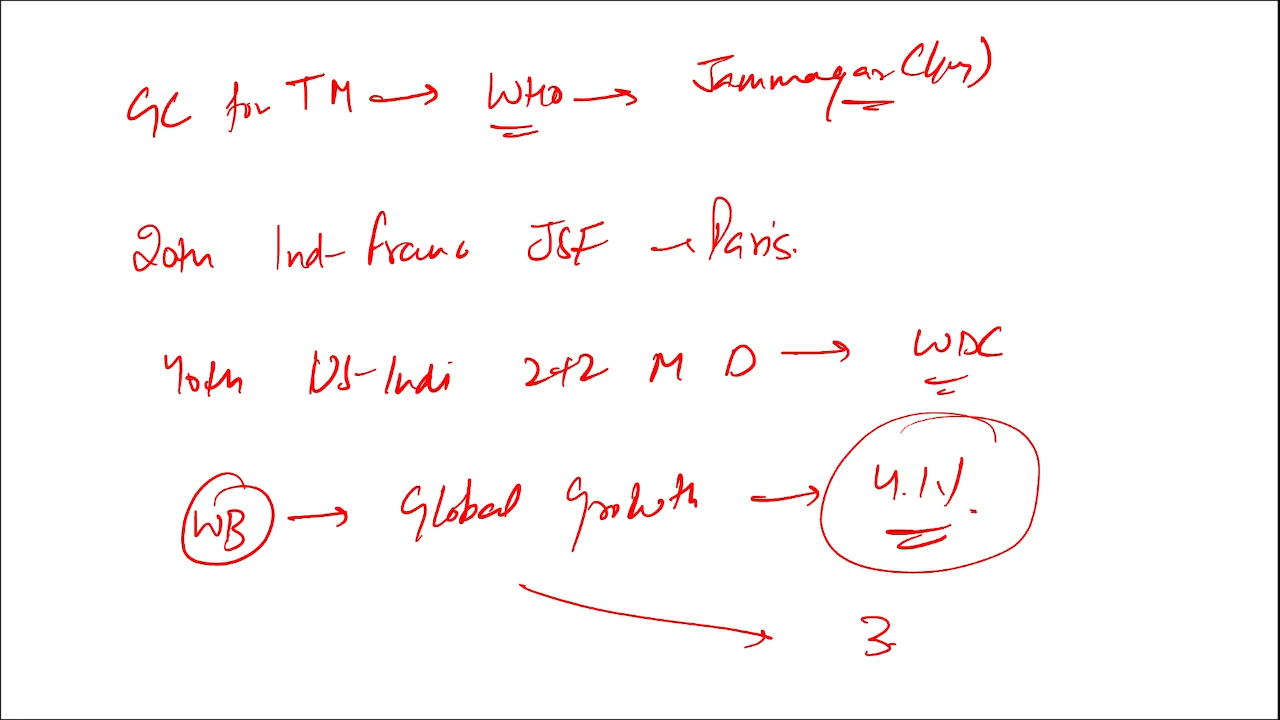 GC for TM → WHO → Jamnagar (Guj)
20th Ind-Franc JSF → Paris.
40th US-Indi 2+2 M D → WDC
WB → Global Growth → 4.1%
→ 3